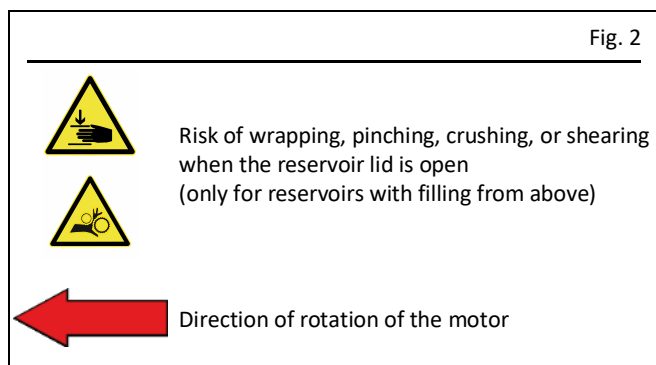 Fig. 2
Risk of wrapping, pinching, crushing, or shearing
when the reservoir lid is open
(only for reservoirs with filling from above)
Direction of rotation of the motor